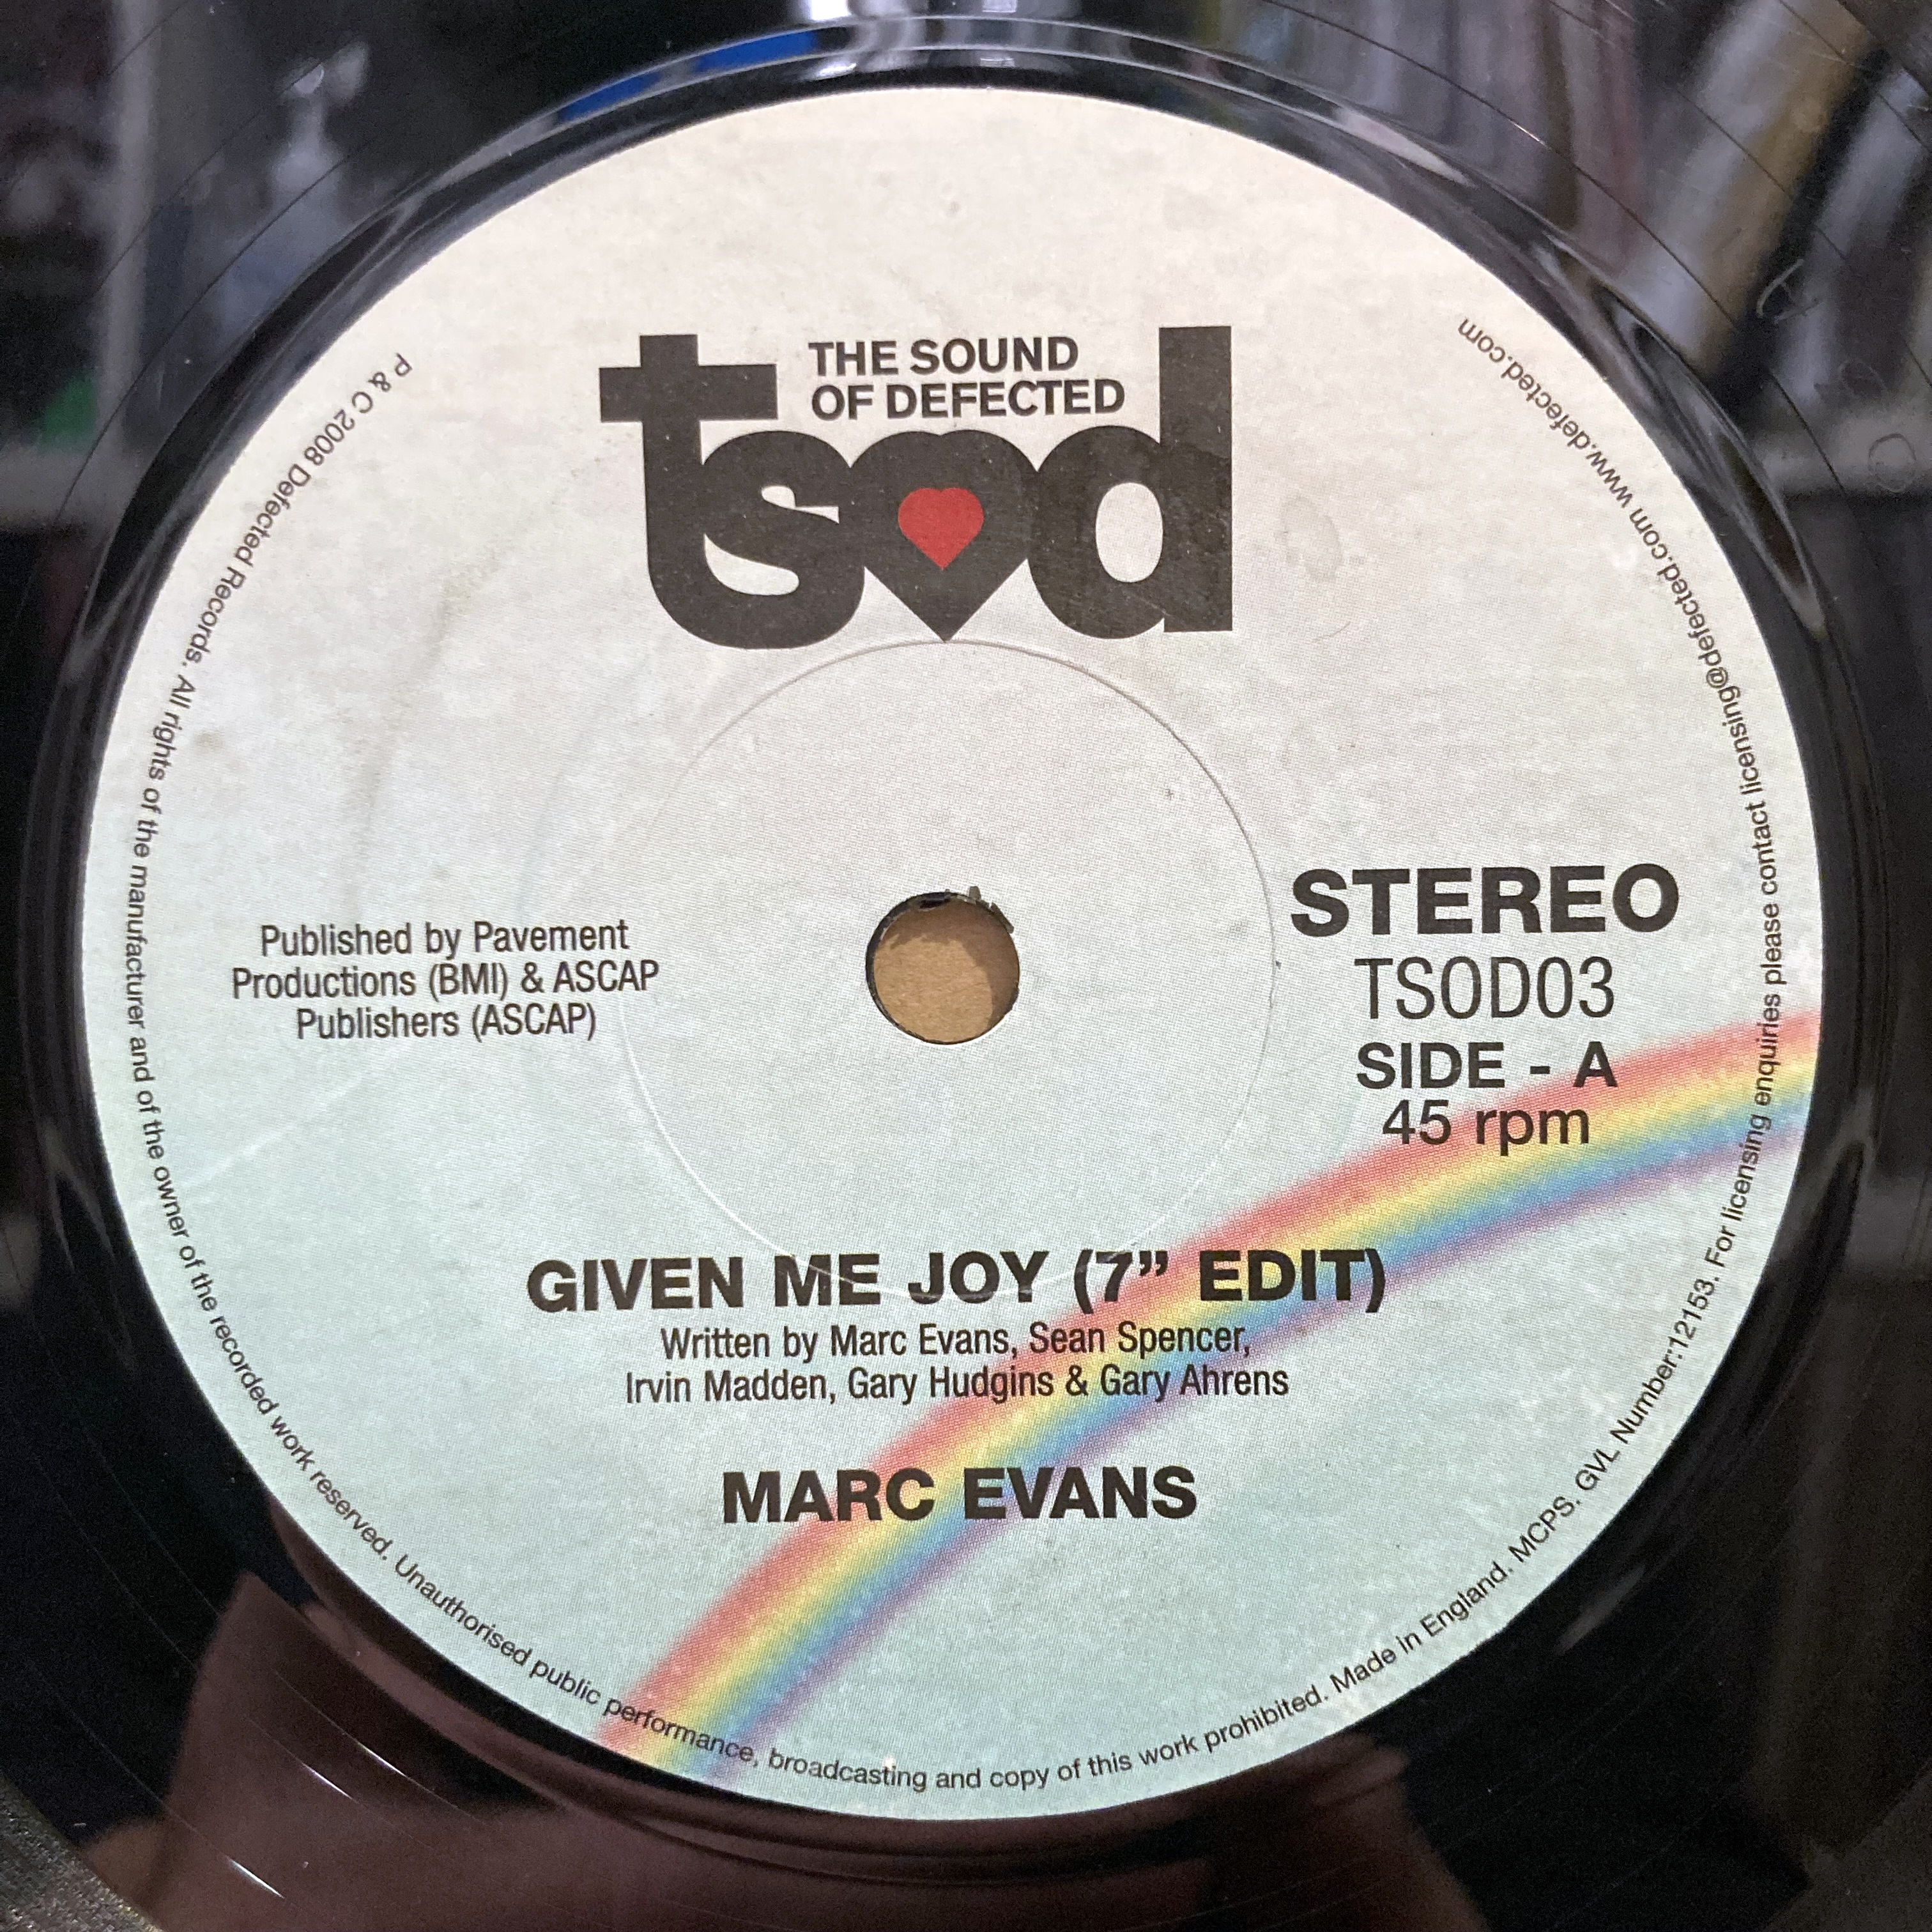 THE SOUND
OF DEFECTED
tsod
Published by Pavement
Productions (BMI) & ASCAP
Publishers (ASCAP)
STEREO
TSOD03
SIDE - A
45 rpm
GIVEN ME JOY (7” EDIT)
Written by Marc Evans, Sean Spencer,
Irvin Madden, Gary Hudgins & Gary Ahrens
MARC EVANS
P & C 2008 Defected Records. All rights of the manufacturer and of the owner of the recorded work reserved. Unauthorised public performance, broadcasting and copy of this work prohibited. Made in England. MCPS. GVL Number:12153. For licensing enquiries please contact licensing@defected.com www.defected.com